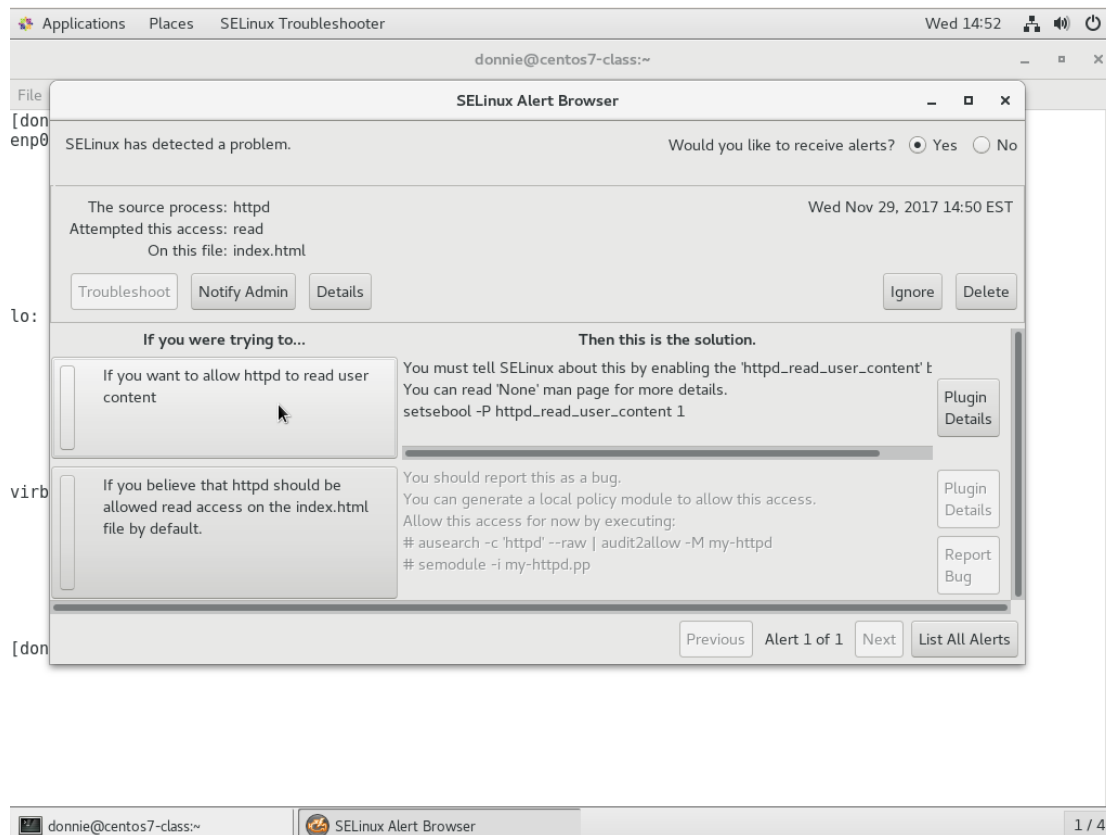 Applications Places SELinux Troubleshooter Wed 14:52
donnie@centos7-class:~
File
SELinux Alert Browser
[don
enp0
SELinux has detected a problem. Would you like to receive alerts? Yes No
The source process: httpd Wed Nov 29, 2017 14:50 EST
Attempted this access: read
On this file: index.html
Troubleshoot Notify Admin Details Ignore Delete
lo:
If you were trying to... Then this is the solution.
If you want to allow httpd to read user
content
You must tell SELinux about this by enabling the 'httpd_read_user_content' b
You can read 'None' man page for more details.
setsebool -P httpd_read_user_content 1
Plugin
Details
virb
If you believe that httpd should be
allowed read access on the index.html
file by default.
You should report this as a bug.
You can generate a local policy module to allow this access.
Allow this access for now by executing:
# ausearch -c 'httpd' --raw | audit2allow -M my-httpd
# semodule -i my-httpd.pp
Plugin
Details
Report
Bug
Previous Alert 1 of 1 Next List All Alerts
[don
donnie@centos7-class:~ SELinux Alert Browser 1 / 4